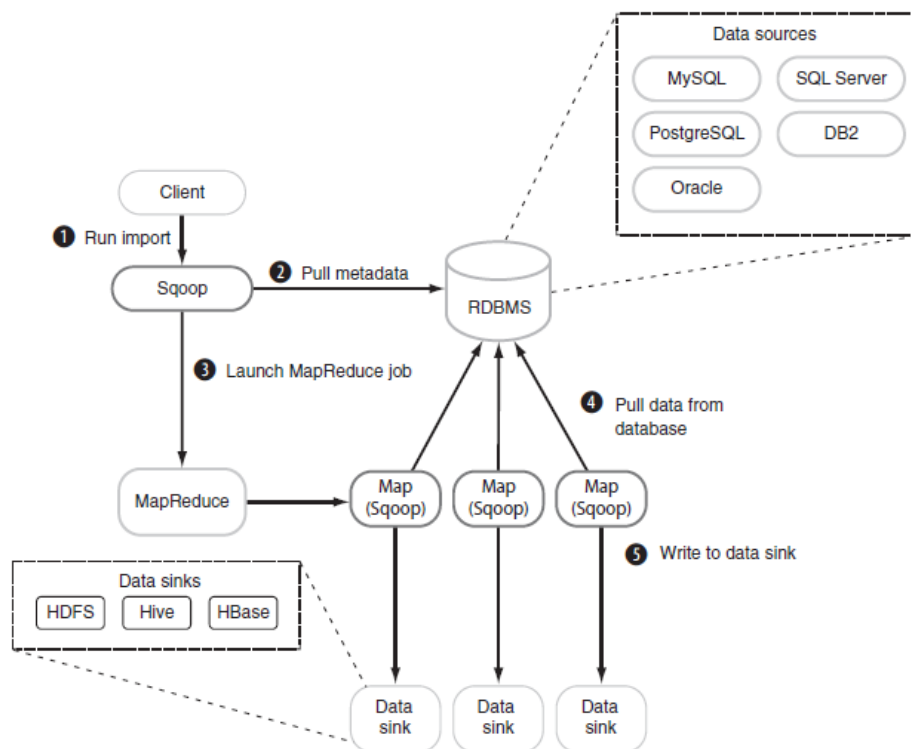 Data sources
MySQL
SQL Server
PostgreSQL
DB2
Oracle
Client
1 Run import
Sqoop
2 Pull metadata
RDBMS
3 Launch MapReduce job
4 Pull data from
database
MapReduce
Map
(Sqoop)
Map
(Sqoop)
Map
(Sqoop)
5 Write to data sink
Data sinks
HDFS
Hive
HBase
Data
sink
Data
sink
Data
sink